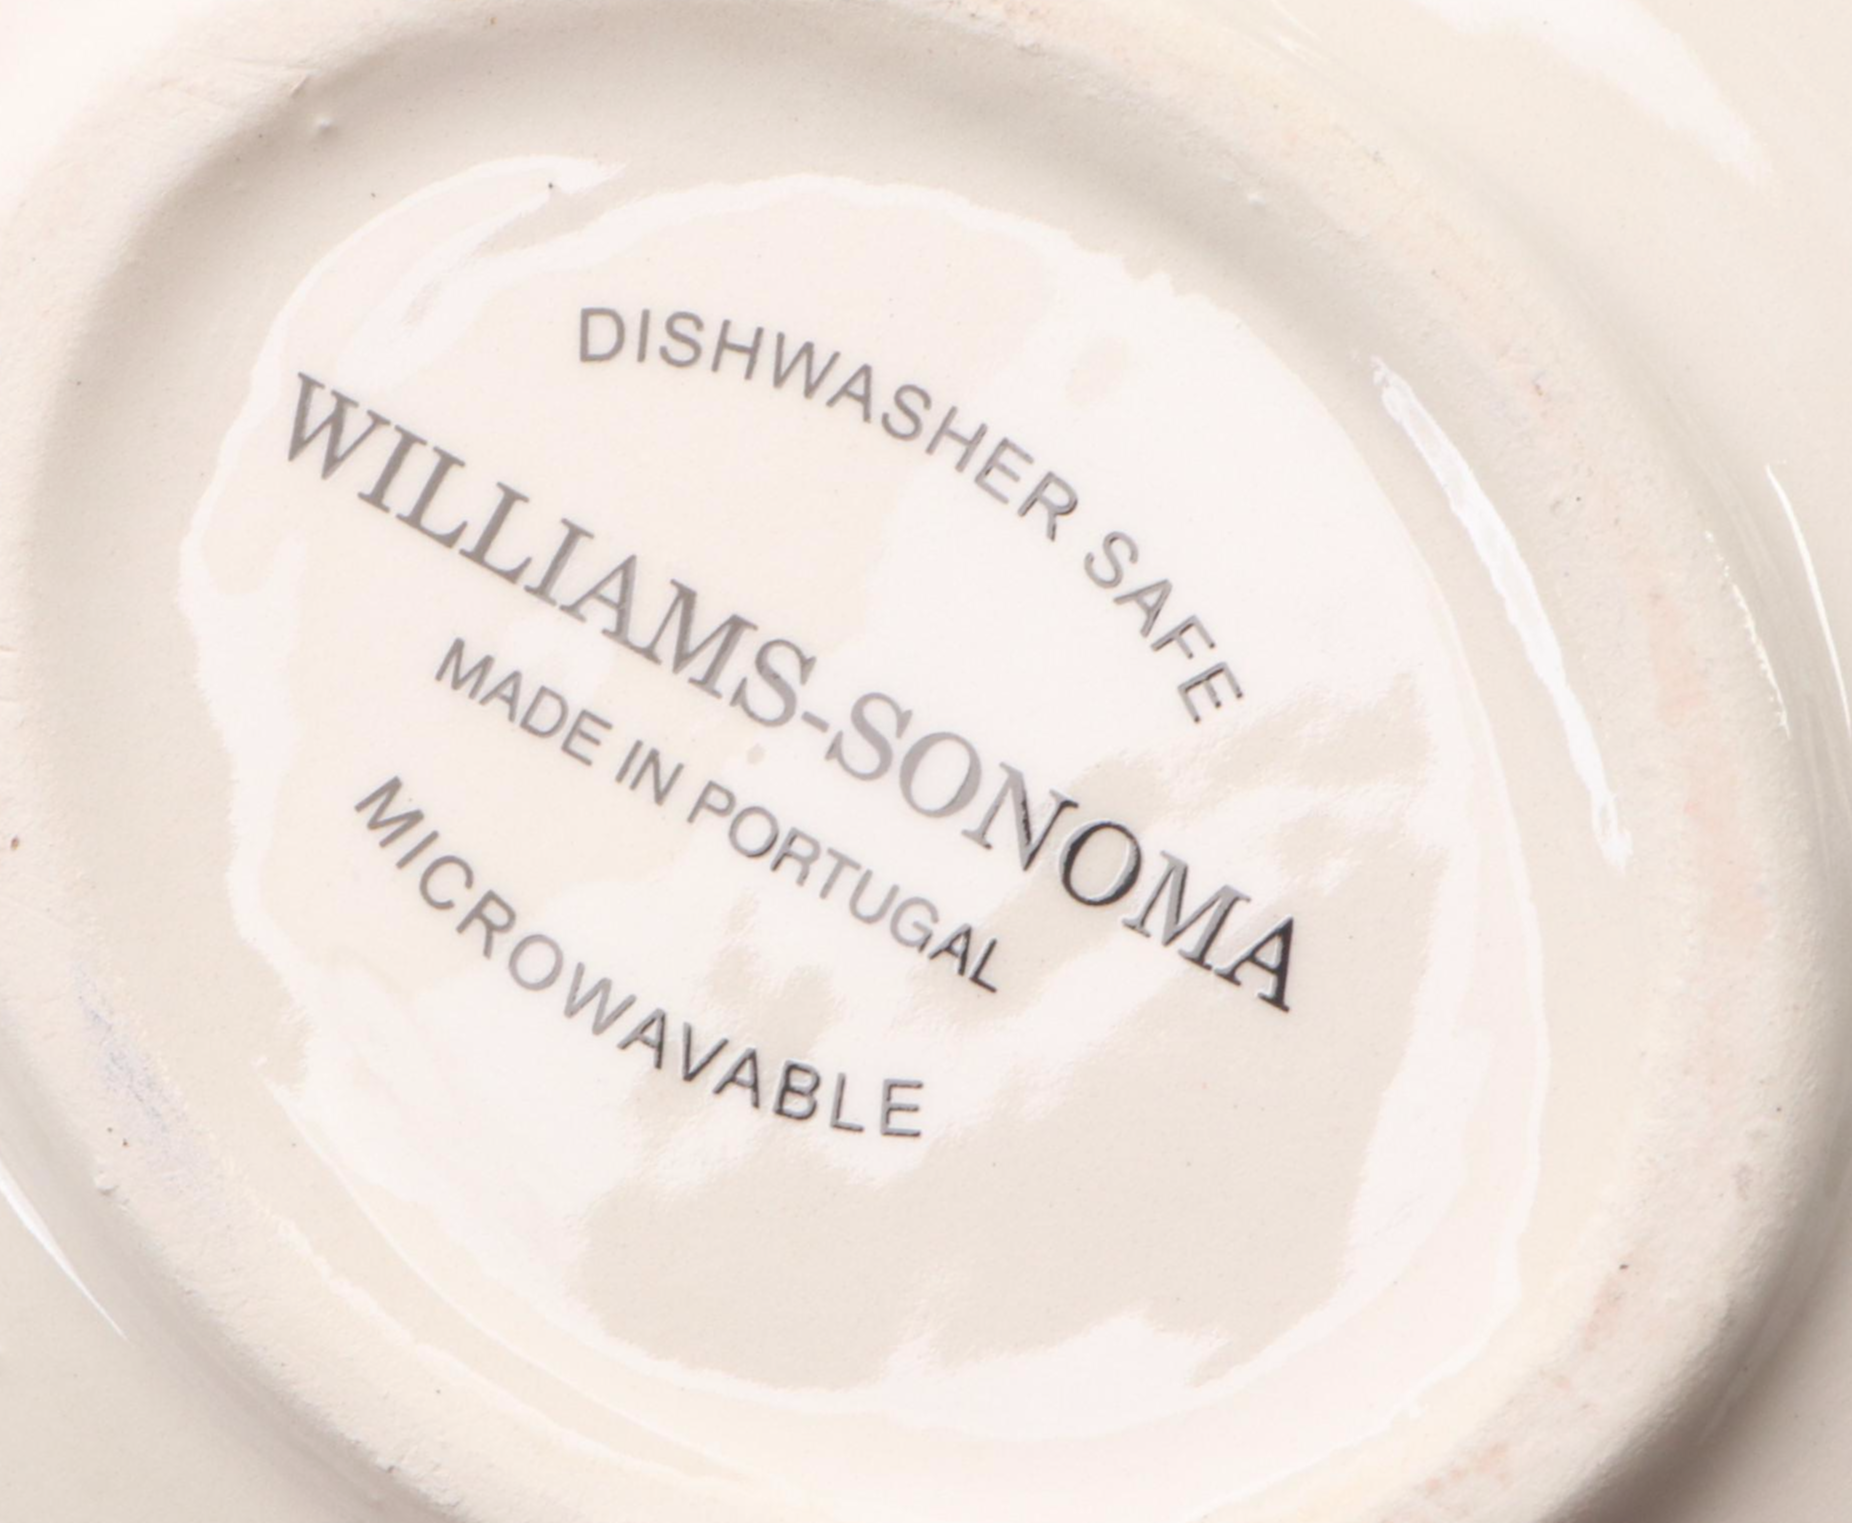 DISHWASHER SAFE
WILLIAMS-SONOMA
MADE IN PORTUGAL
MICROWAVABLE